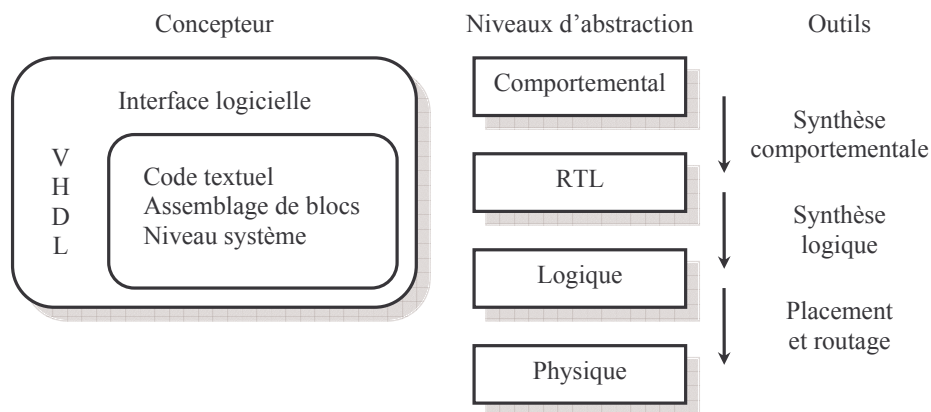 Concepteur
Niveaux d'abstraction
Outils
Interface logicielle
V
H
D
L
Code textuel
Assemblage de blocs
Niveau système
Comportemental
RTL
Logique
Physique
Synthèse
comportementale
Synthèse
logique
Placement
et routage